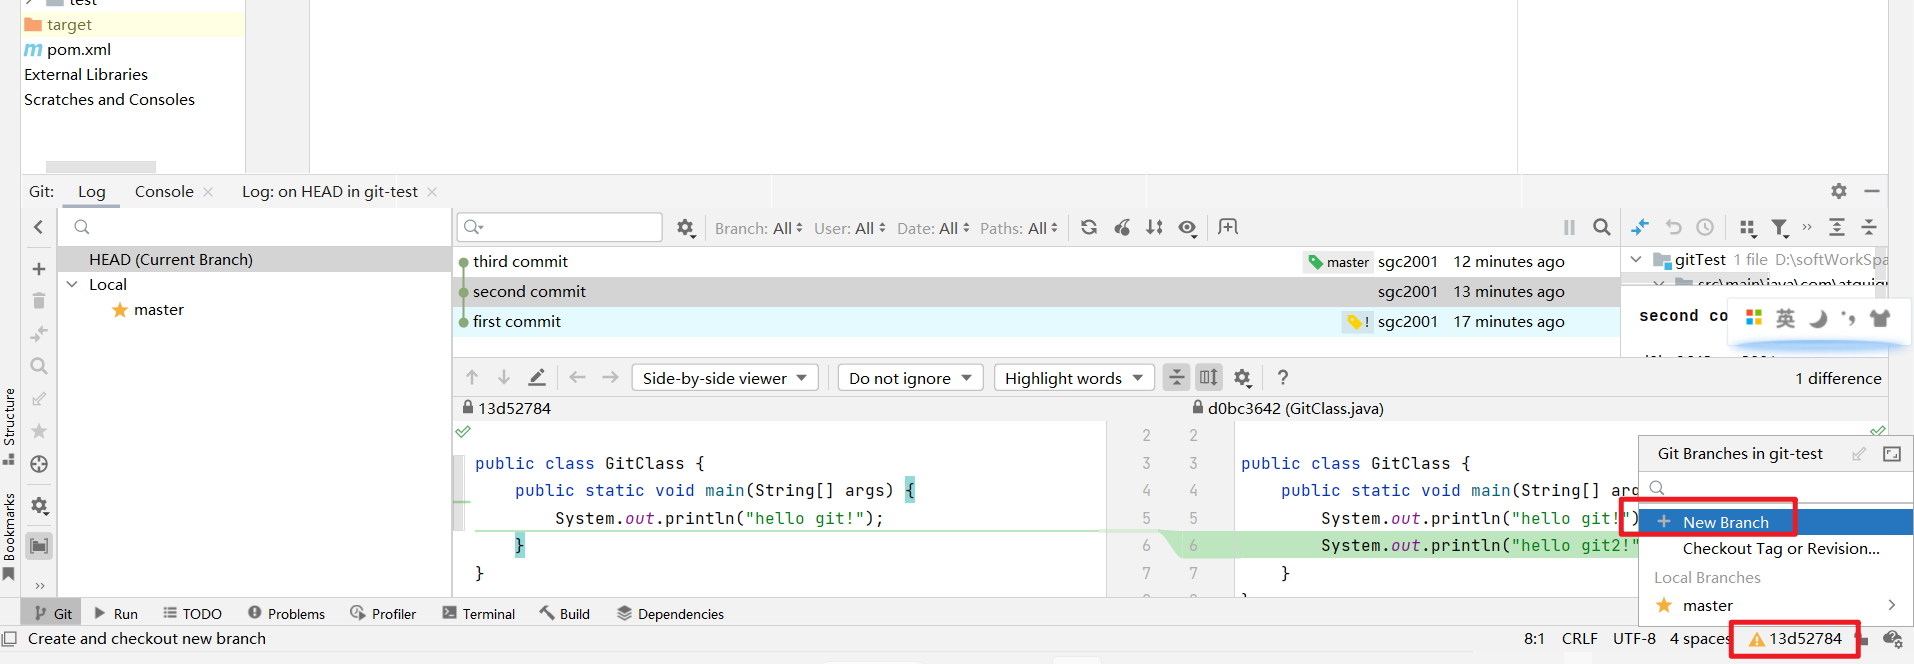 test
target
pom.xml
External Libraries
Scratches and Consoles
Git: Log Console Log: on HEAD in git-test
Branch: All User: All Date: All Paths: All
HEAD (Current Branch)
Local
master
third commit master sgc2001 12 minutes ago
second commit sgc2001 13 minutes ago
first commit ! sgc2001 17 minutes ago
gitTest 1 file D:\softWorkSpa
src\main\java\com\atguigu
second co
英
Side-by-side viewer Do not ignore Highlight words ? 1 difference
13d52784 d0bc3642 (GitClass.java)
2 2
public class GitClass { 3 3 public class GitClass {
public static void main(String[] args) { 4 4 public static void main(String[] arg
System.out.println("hello git!"); 5 5 System.out.println("hello git!")
} 6 6 System.out.println("hello git2!"
} 7 7 }
Git Branches in git-test
New Branch
Checkout Tag or Revision...
Local Branches
master
Structure
Bookmarks
Git Run TODO Problems Profiler Terminal Build Dependencies
Create and checkout new branch 8:1 CRLF UTF-8 4 spaces 13d52784